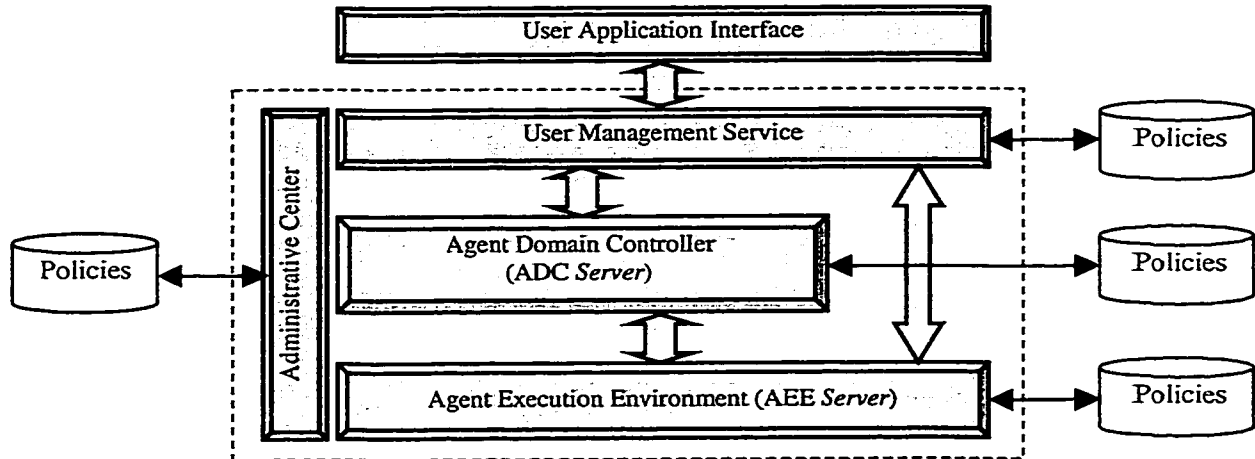 User Application Interface
User Management Service
Policies
Administrative Center
Agent Domain Controller
(ADC Server)
Policies
Policies
Agent Execution Environment (AEE Server)
Policies